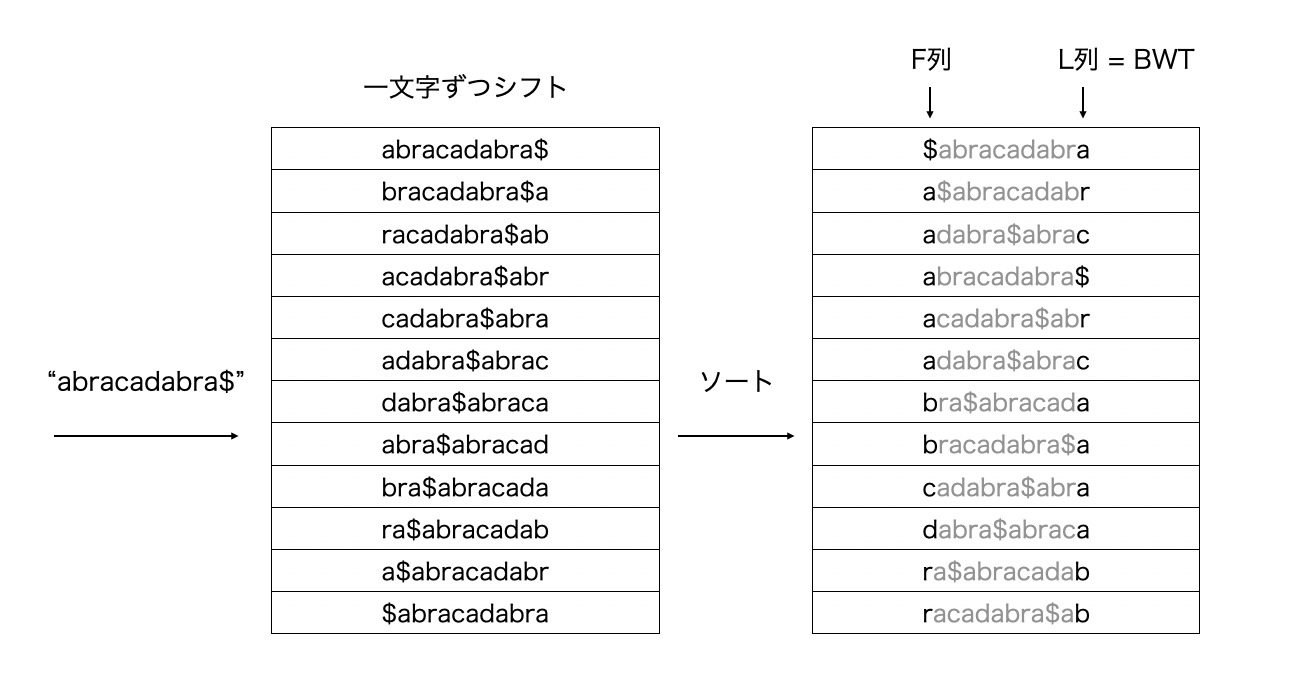 F列
L列 = BWT
一文字ずつシフト
abracadabra$
bracadabra$a
racadabra$ab
acadabra$abr
cadabra$abra
adabra$abrac
dabra$abraca
abra$abracad
bra$abracada
ra$abracadab
a$abracadabr
$abracadabra
“abracadabra$”
ソート
$abracadabra
a$abracadabr
adabra$abrac
abracadabra$
acadabra$abr
adabra$abrac
bra$abracada
bracadabra$a
cadabra$abra
dabra$abraca
ra$abracadab
racadabra$ab